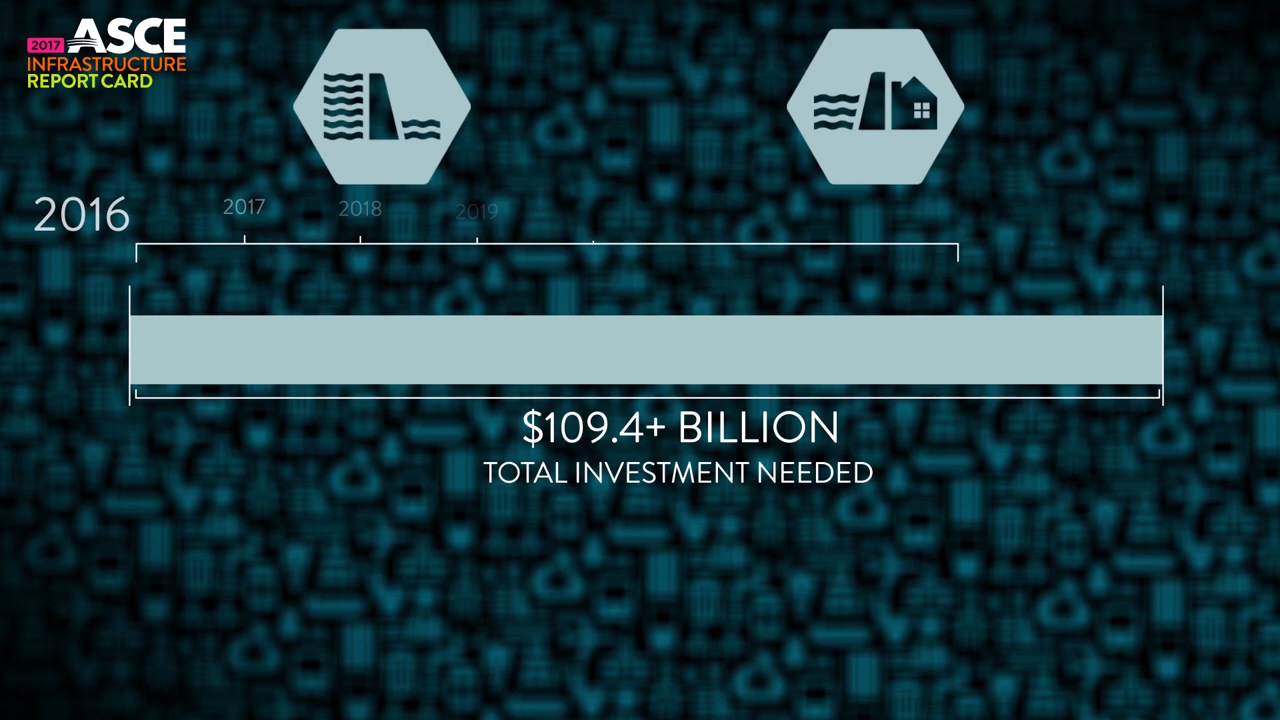 2017 ASCE
INFRASTRUCTURE
REPORT CARD
2016 2017 2018 2019
$109.4+ BILLION
TOTAL INVESTMENT NEEDED